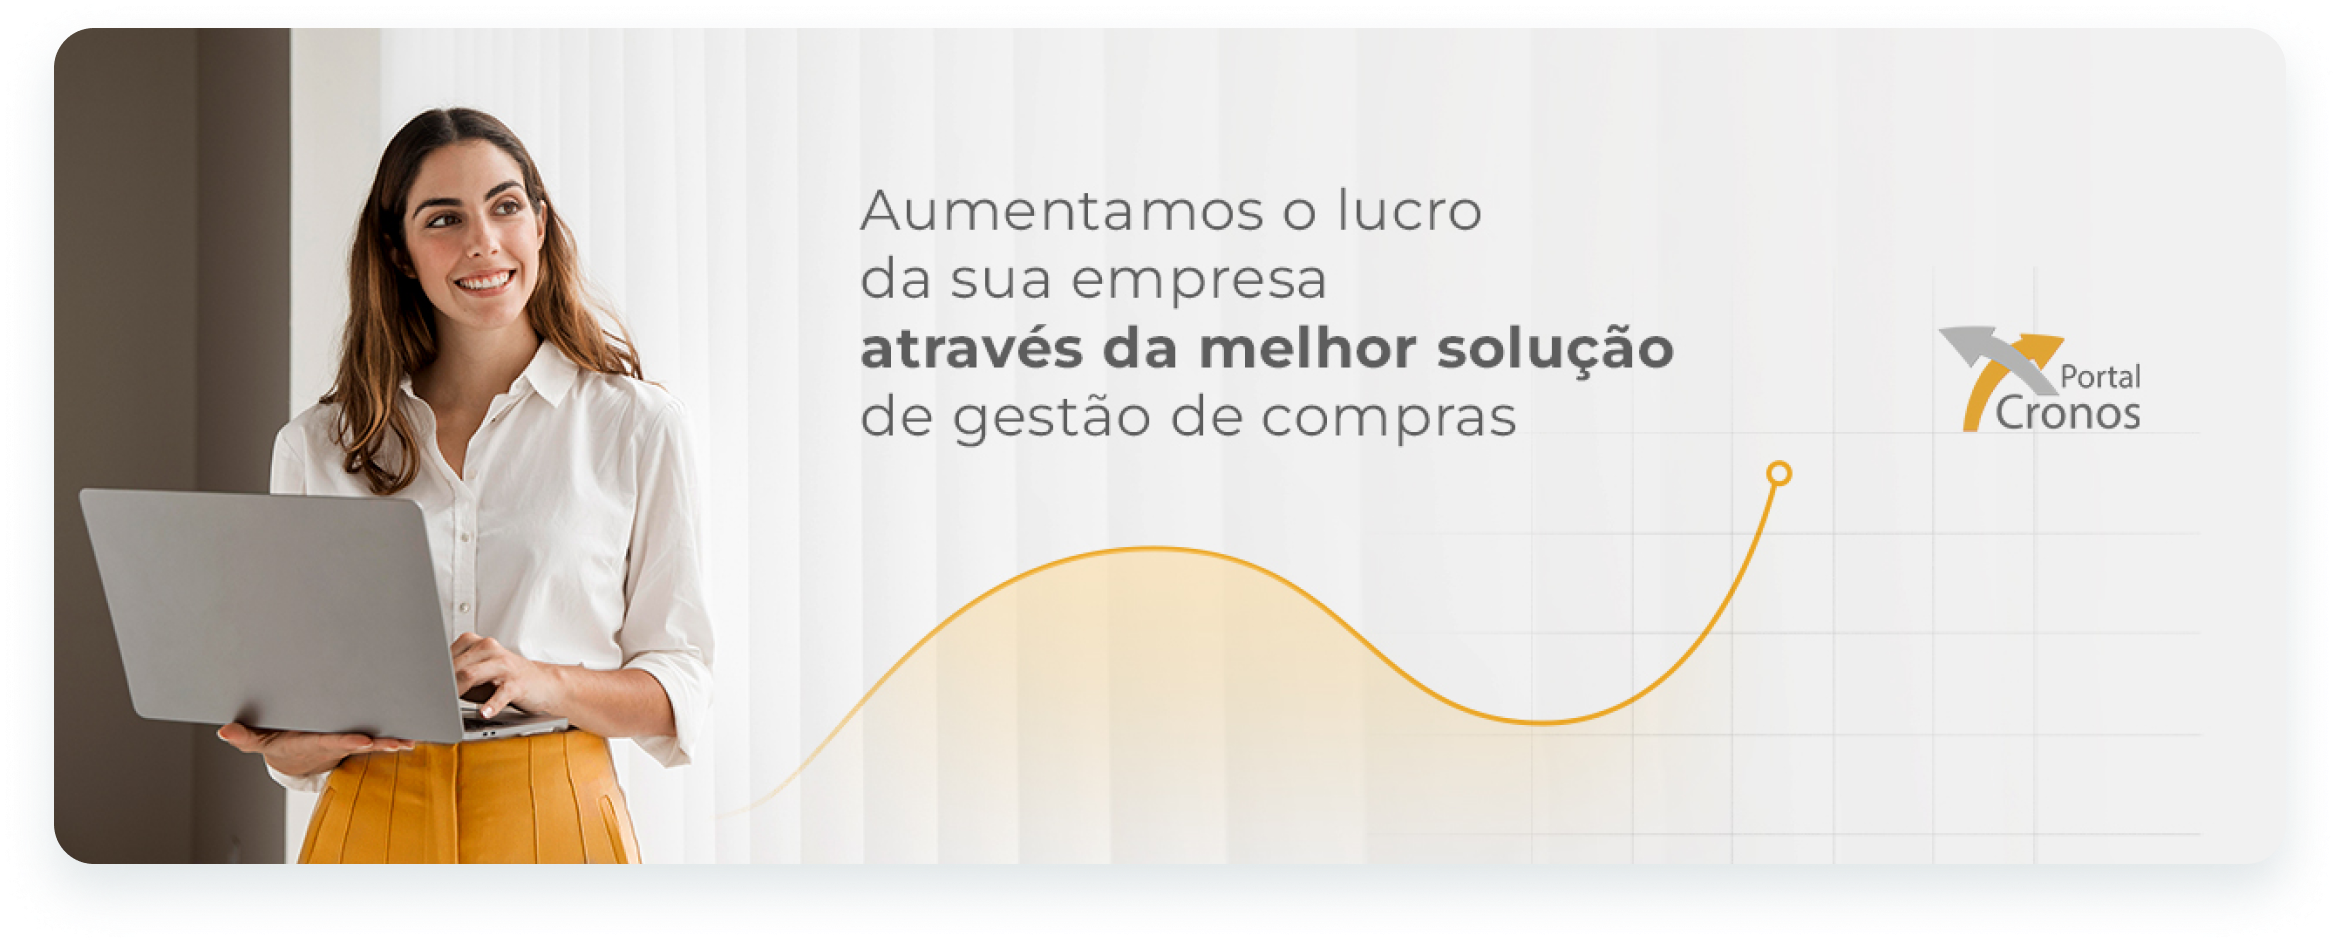 Aumentamos o lucro
da sua empresa
através da melhor solução
de gestão de compras
Portal
Cronos